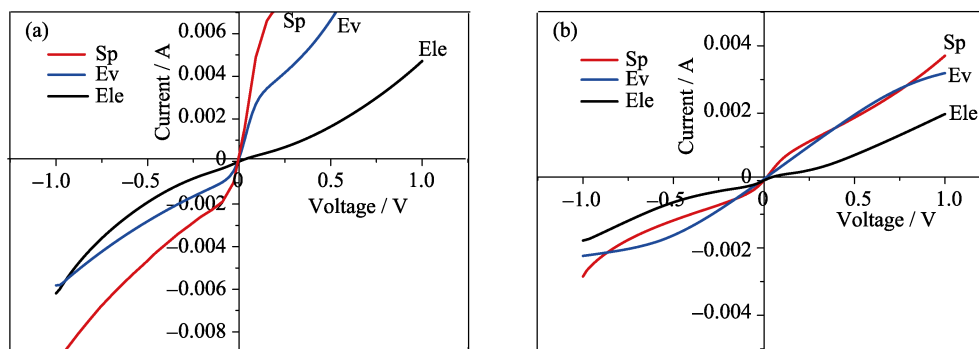 (a)
Sp
Ev
Ele
Sp
Ev
Ele
Current / A
0.006
0.004
0.002
0
−0.002
−0.004
−0.006
−0.008
−1.0
−0.5
0
0.5
1.0
Voltage / V
(b)
Sp
Ev
Ele
Sp
Ev
Ele
Current / A
0.004
0.002
0
−0.002
−0.004
−1.0
−0.5
0
0.5
1.0
Voltage / V